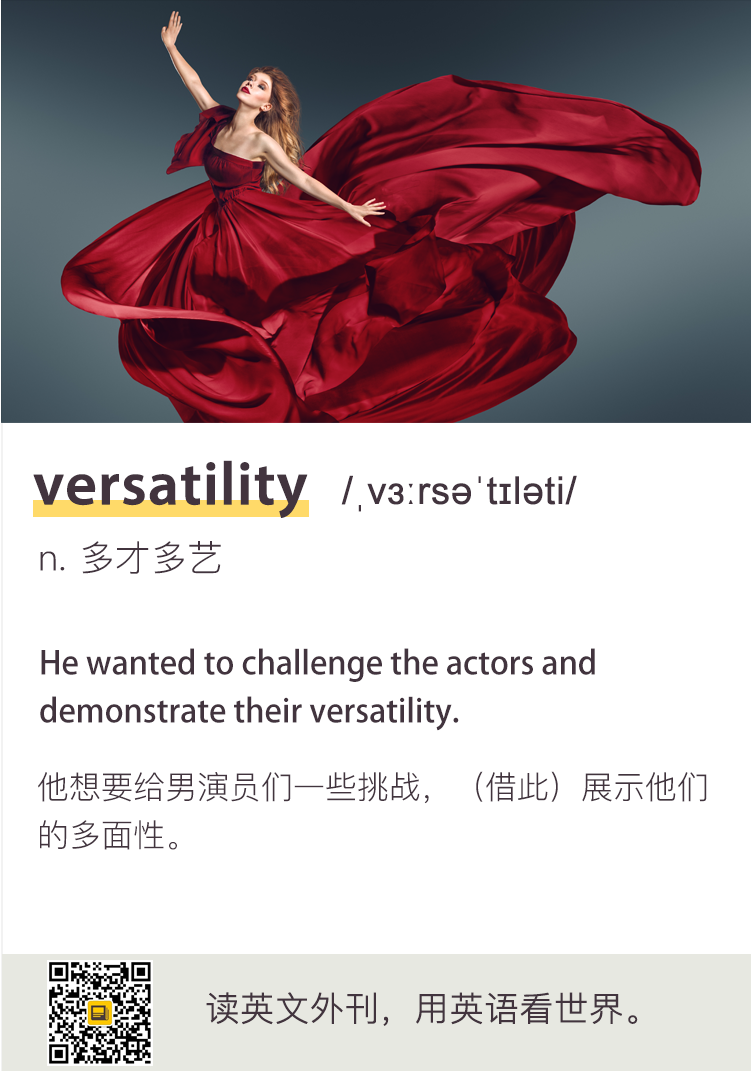 versatility /ˌvɜːrsəˈtɪləti/
n. 多才多艺
He wanted to challenge the actors and
demonstrate their versatility.
他想要给男演员们一些挑战，（借此）展示他们
的多面性。
读英文外刊，用英语看世界。